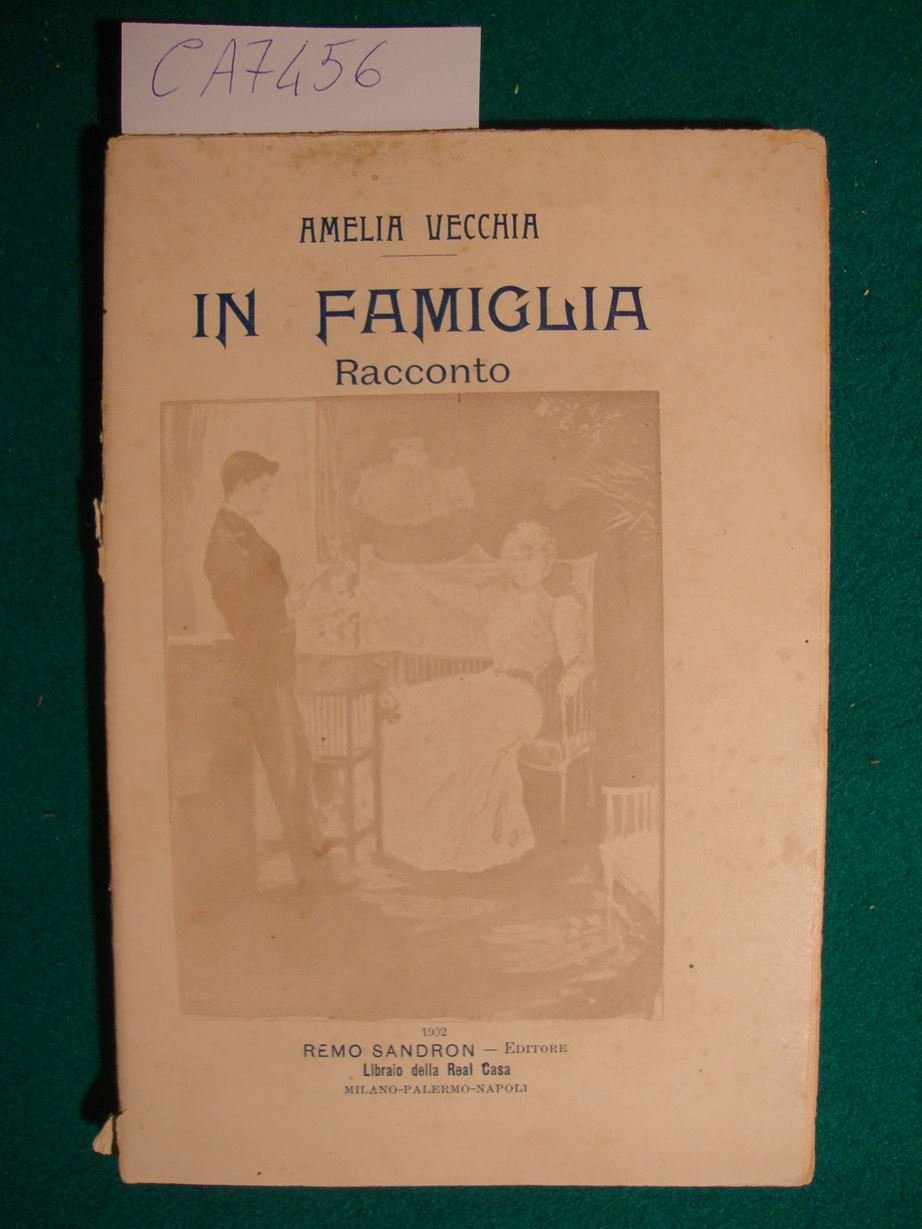 CA7456
AMELIA VECCHIA
IN FAMIGLIA
Racconto
1902
REMO SANDRON — EDITORE
Libraio della Real Casa
MILANO-PALERMO-NAPOLI